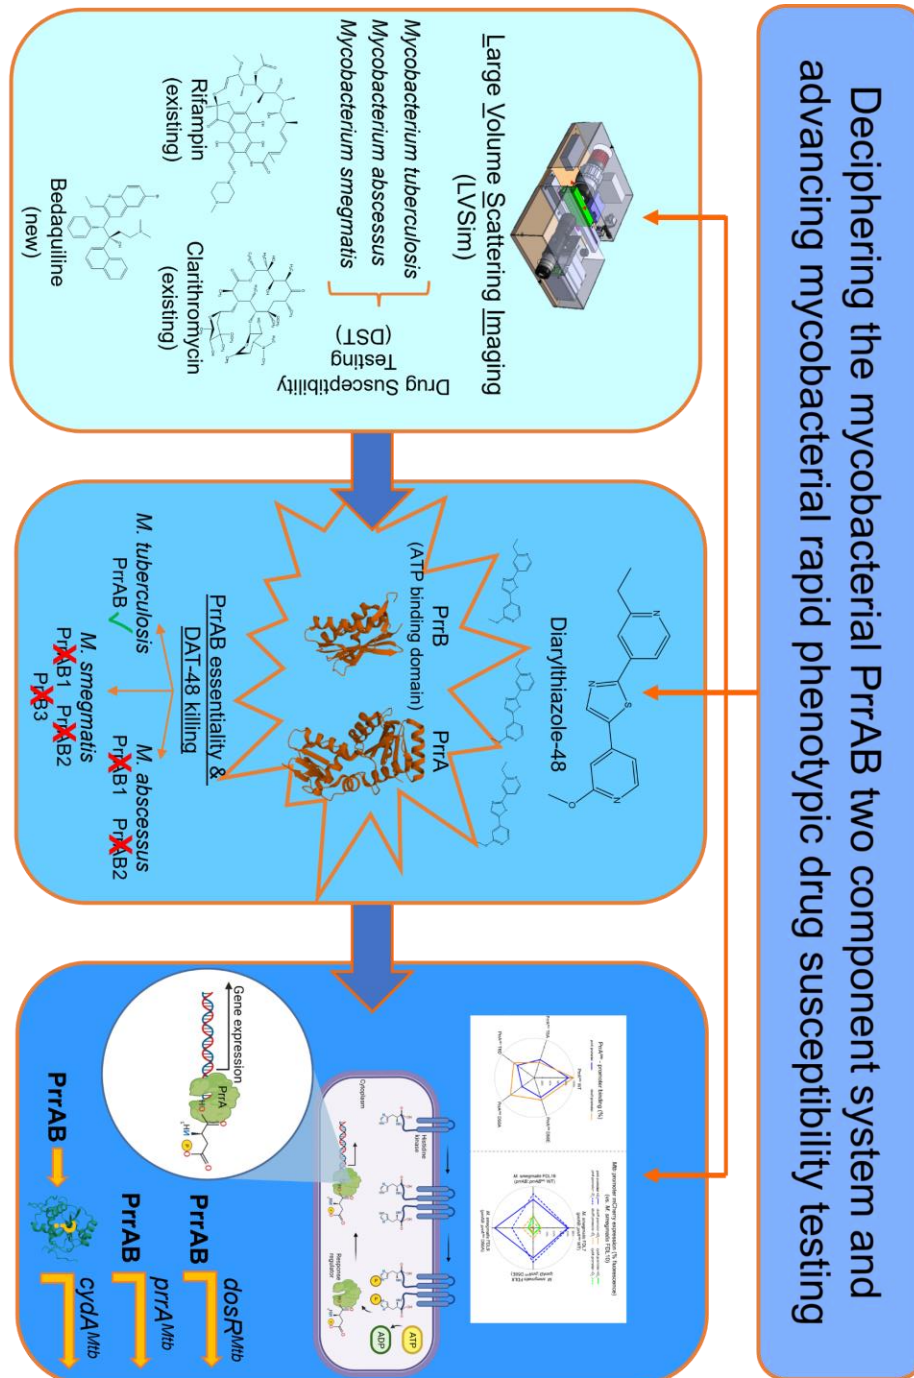 Deciphering the mycobacterial PrrAB two component system and
advancing mycobacterial rapid phenotypic drug susceptibility testing
Large Volume Scattering Imaging
(LVSim)
Mycobacterium tuberculosis
Mycobacterium abscessus
Mycobacterium smegmatis
Drug Susceptibility
Testing
(DST)
Rifampin
(existing)
Clarithromycin
(existing)
Bedaquiline
(new)
Diarylthiazole-48
PrrB
(ATP binding domain)
PrrA
PrrAB essentiality &
DAT-48 killing
M. tuberculosis
PrrAB
M. smegmatis
PrrAB1 PrrAB2
PrrAB3
M. abscessus
PrrAB1 PrrAB2
Histidine
kinase
Cytoplasm
ATP
ADP
Response
regulator
Gene expression
PrrA
PrrAB
dosR^Mtb
PrrAB
prrA^Mtb
PrrAB
cydA^Mtb